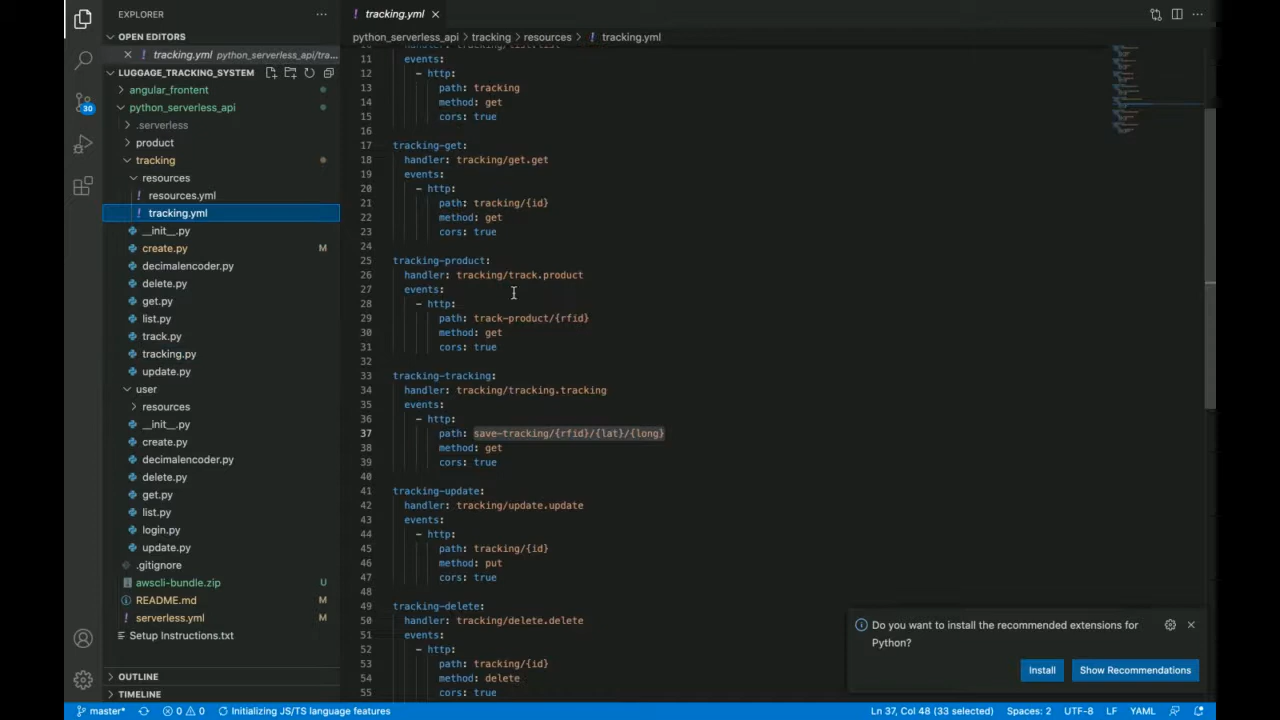 EXPLORER
OPEN EDITORS
! tracking.yml python_serverless_api/tra...
LUGGAGE_TRACKING_SYSTEM
angular_frontent
python_serverless_api
.serverless
product
tracking
resources
! resources.yml
! tracking.yml
__init__.py
create.py M
decimalencoder.py
delete.py
get.py
list.py
track.py
tracking.py
update.py
user
resources
__init__.py
create.py
decimalencoder.py
delete.py
get.py
list.py
login.py
update.py
.gitignore
awscli-bundle.zip U
README.md M
! serverless.yml M
Setup Instructions.txt
OUTLINE
TIMELINE
30
! tracking.yml
python_serverless_api > tracking > resources > ! tracking.yml
10 handler: tracking/list.list
11 events:
12 - http:
13 path: tracking
14 method: get
15 cors: true
16
17 tracking-get:
18 handler: tracking/get.get
19 events:
20 - http:
21 path: tracking/{id}
22 method: get
23 cors: true
24
25 tracking-product:
26 handler: tracking/track.product
27 events:
28 - http:
29 path: track-product/{rfid}
30 method: get
31 cors: true
32
33 tracking-tracking:
34 handler: tracking/tracking.tracking
35 events:
36 - http:
37 path: save-tracking/{rfid}/{lat}/{long}
38 method: get
39 cors: true
40
41 tracking-update:
42 handler: tracking/update.update
43 events:
44 - http:
45 path: tracking/{id}
46 method: put
47 cors: true
48
49 tracking-delete:
50 handler: tracking/delete.delete
51 events:
52 - http:
53 path: tracking/{id}
54 method: delete
55 cors: true
Do you want to install the recommended extensions for
Python?
Install Show Recommendations
master* 0 0 Initializing JS/TS language features Ln 37, Col 48 (33 selected) Spaces: 2 UTF-8 LF YAML